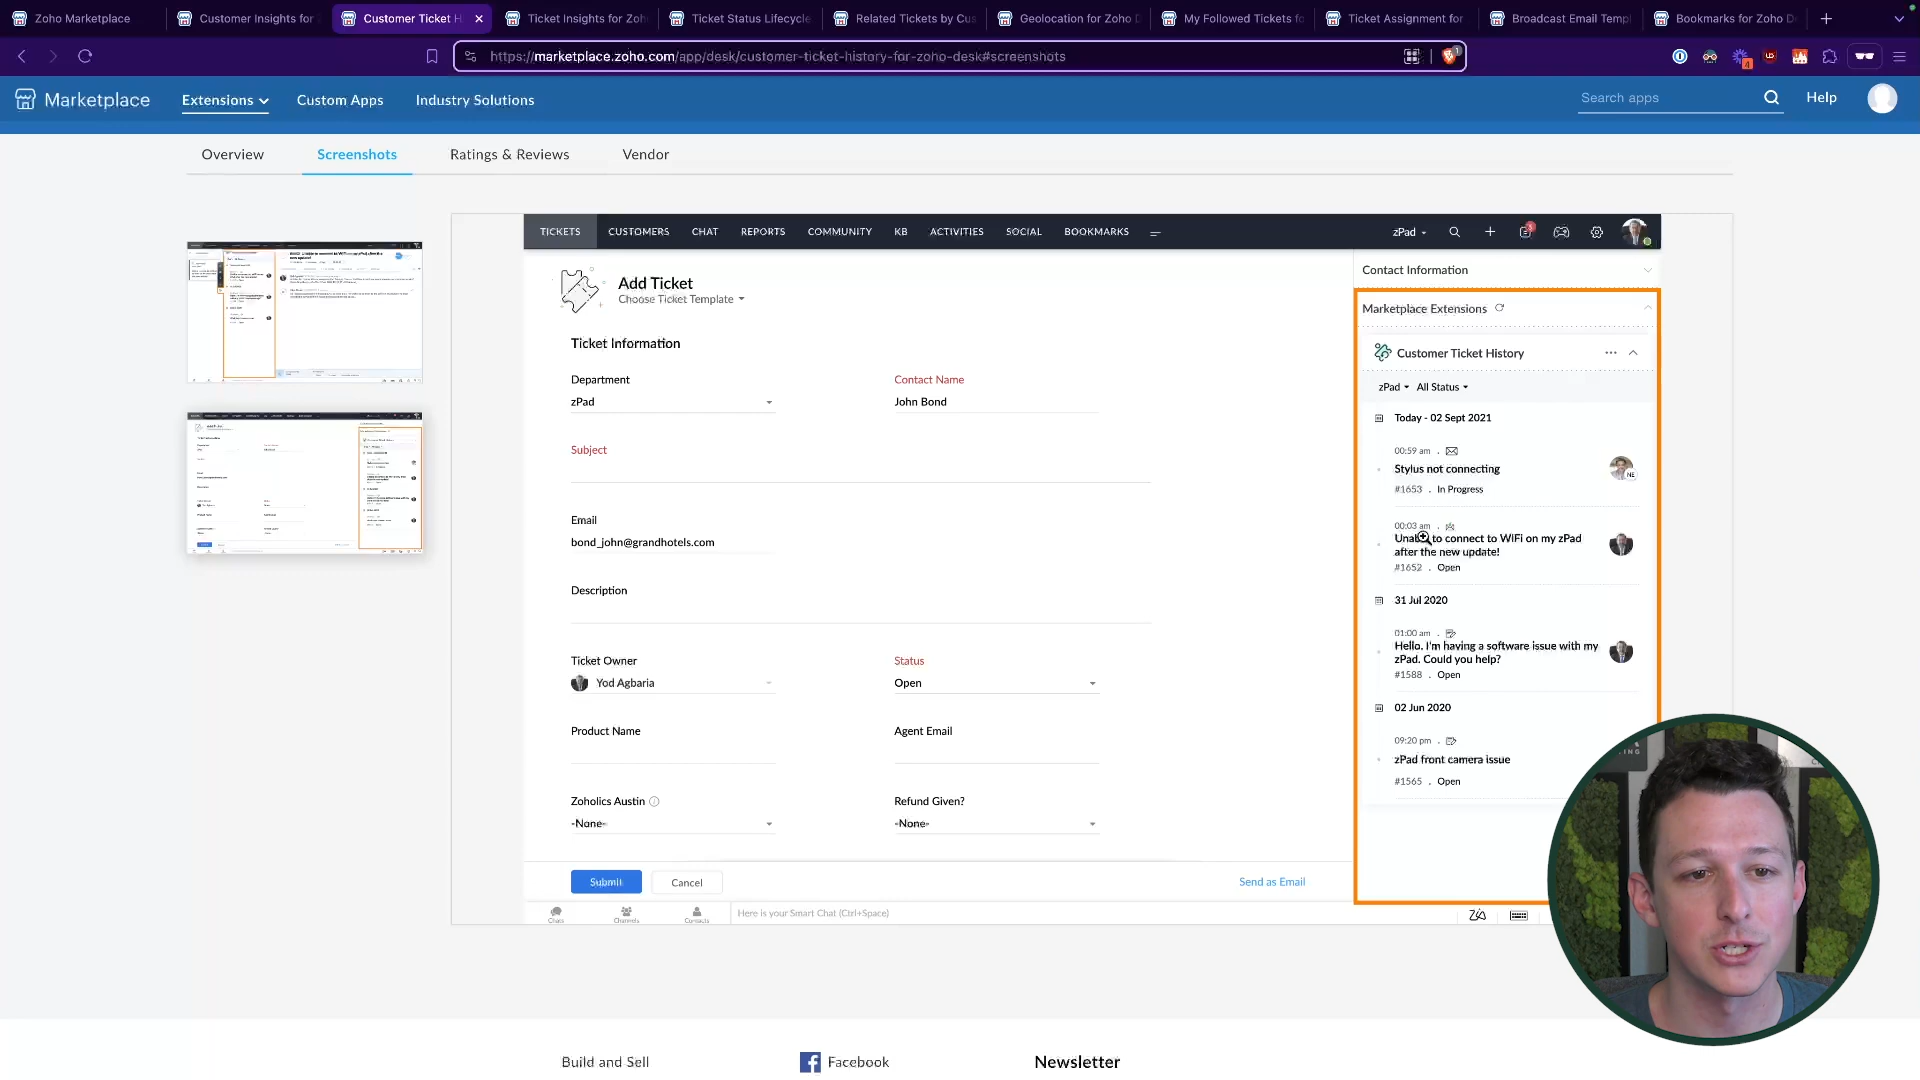 Zoho Marketplace
Customer Insights for Z
Customer Ticket H
Ticket Insights for Zoh
Ticket Status Lifecycle
Related Tickets by Cus
Geolocation for Zoho D
My Followed Tickets fo
Ticket Assignment for
Broadcast Email Templ
Bookmarks for Zoho De
https://marketplace.zoho.com/app/desk/customer-ticket-history-for-zoho-desk#screenshots
1
4
Marketplace
Extensions
Custom Apps
Industry Solutions
Search apps
Help
Overview
Screenshots
Ratings & Reviews
Vendor
TICKETS
CUSTOMERS
CHAT
REPORTS
COMMUNITY
KB
ACTIVITIES
SOCIAL
BOOKMARKS
zPad
3
Add Ticket
Choose Ticket Template
Ticket Information
Department
zPad
Contact Name
John Bond
Subject
Email
bond_john@grandhotels.com
Description
Ticket Owner
Yod Agbaria
Status
Open
Product Name
Agent Email
Zoholics Austin
-None-
Refund Given?
-None-
Submit
Cancel
Send as Email
Chats
Channels
Contacts
Here is your Smart Chat (Ctrl+Space)
Contact Information
Marketplace Extensions
Customer Ticket History
zPad
All Status
Today - 02 Sept 2021
00:59 am
Stylus not connecting
NE
#1653 . In Progress
00:03 am
Unable to connect to WiFi on my zPad
after the new update!
#1652 . Open
31 Jul 2020
01:00 am
Hello. I'm having a software issue with my
zPad. Could you help?
#1588 . Open
02 Jun 2020
09:20 pm
zPad front camera issue
#1565 . Open
Build and Sell
Facebook
Newsletter